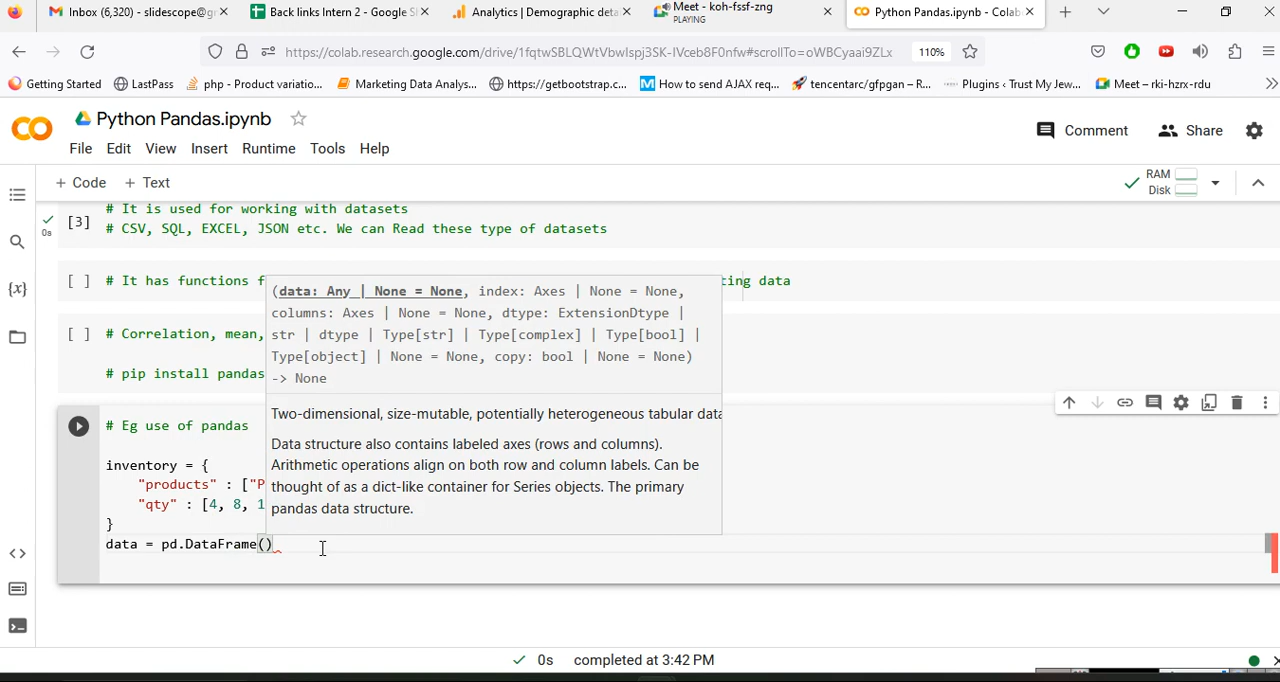 Inbox (6,320) - slidescope@gr
Back links Intern 2 - Google Sh
Analytics | Demographic deta
Meet - koh-fssf-zng
PLAYING
Python Pandas.ipynb - Colab
https://colab.research.google.com/drive/1fqtwSBLQWtVbwIspj3SK-IVceb8F0nfw#scrollTo=oWBCyaai9ZLx
110%
Getting Started
LastPass
php - Product variatio...
Marketing Data Analys...
https://getbootstrap.c...
How to send AJAX req...
tencentarc/gfpgan – R...
Plugins ‹ Trust My Jew...
Meet – rki-hzrx-rdu
Python Pandas.ipynb
Comment
Share
File Edit View Insert Runtime Tools Help
+ Code + Text
RAM
Disk
# It is used for working with datasets
[3]
0s
# CSV, SQL, EXCEL, JSON etc. We can Read these type of datasets
[ ] # It has functions f
ting data
(data: Any | None = None, index: Axes | None = None,
columns: Axes | None = None, dtype: ExtensionDtype |
str | dtype | Type[str] | Type[complex] | Type[bool] |
Type[object] | None = None, copy: bool | None = None)
-> None
Two-dimensional, size-mutable, potentially heterogeneous tabular data
Data structure also contains labeled axes (rows and columns).
Arithmetic operations align on both row and column labels. Can be
thought of as a dict-like container for Series objects. The primary
pandas data structure.
[ ] # Correlation, mean,
# pip install pandas
# Eg use of pandas
inventory = {
"products" : ["P
"qty" : [4, 8, 1
}
data = pd.DataFrame()
0s completed at 3:42 PM